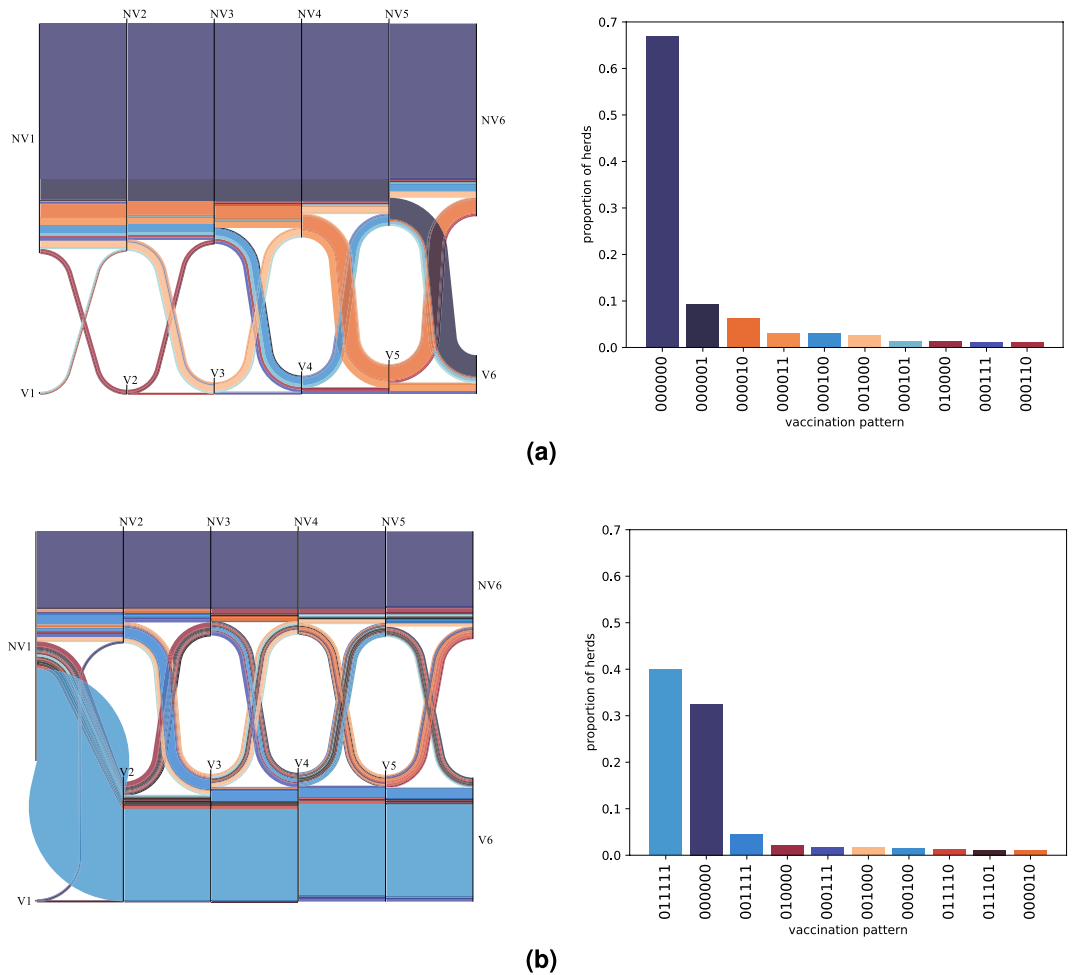 NV2 NV3 NV4 NV5
NV1
NV6
V1
V2
V3
V4
V5
V6
proportion of herds
0.7
0.6
0.5
0.4
0.3
0.2
0.1
0.0
000000 000001 000010 000011 000100 001000 000101 010000 000111 000110
vaccination pattern
(a)
NV2 NV3 NV4 NV5
NV1
NV6
V1
V2
V3
V4
V5
V6
proportion of herds
0.7
0.6
0.5
0.4
0.3
0.2
0.1
0.0
011111 000000 001111 010000 000111 001000 000100 011110 011101 000010
vaccination pattern
(b)